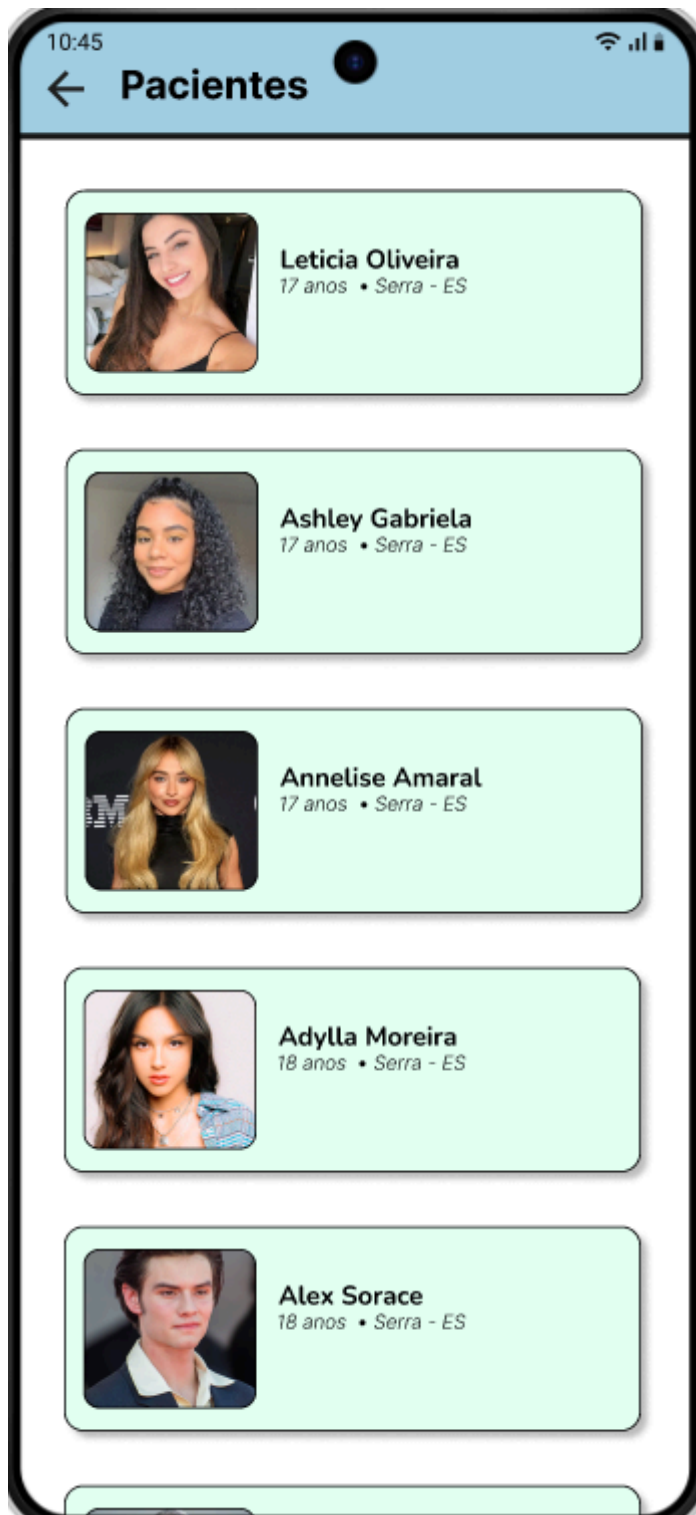 10:45
Pacientes
Leticia Oliveira
17 anos • Serra - ES
Ashley Gabriela
17 anos • Serra - ES
Annelise Amaral
17 anos • Serra - ES
Adylla Moreira
18 anos • Serra - ES
Alex Sorace
18 anos • Serra - ES